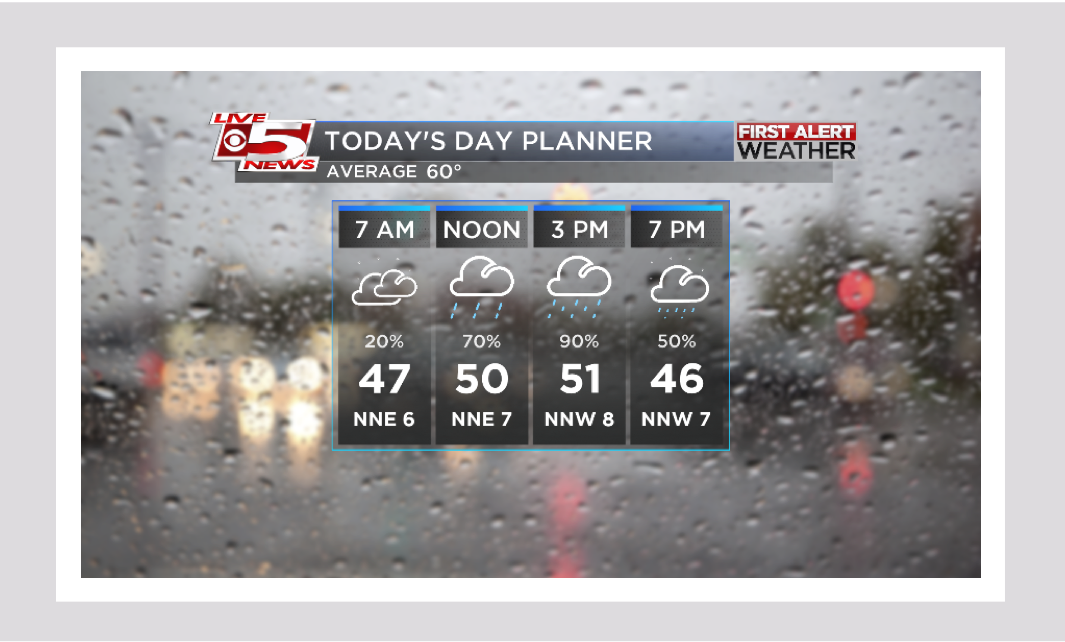 LIVE
5
NEWS
TODAY'S DAY PLANNER
FIRST ALERT
WEATHER
AVERAGE 60°
7 AM NOON 3 PM 7 PM
20% 70% 90% 50%
47 50 51 46
NNE 6 NNE 7 NNW 8 NNW 7